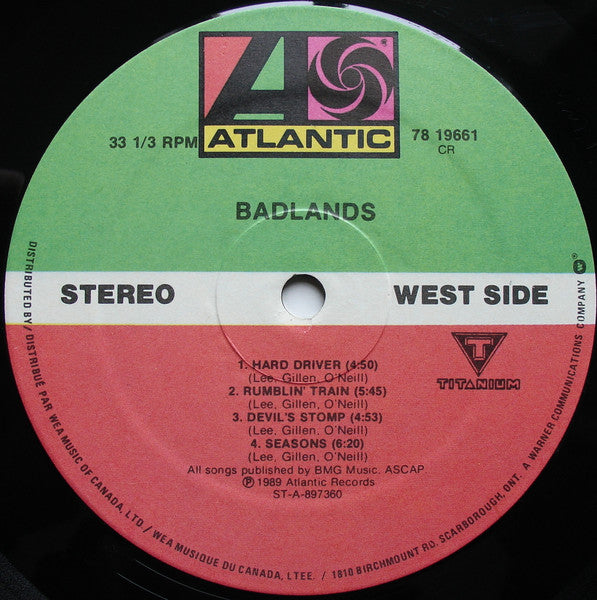 ATLANTIC
33 1/3 RPM
78 19661
CR
BADLANDS
STEREO
WEST SIDE
1. HARD DRIVER (4:50)
(Lee, Gillen, O'Neill)
2. RUMBLIN' TRAIN (5:45)
(Lee, Gillen, O'Neill)
3. DEVIL'S STOMP (4:53)
(Lee, Gillen, O'Neill)
4. SEASONS (6:20)
(Lee, Gillen, O'Neill)
All songs published by BMG Music. ASCAP
℗ 1989 Atlantic Records
ST-A-897360
T
TITANIUM
DISTRIBUTED BY/DISTRIBUÉ PAR WEA MUSIC OF CANADA, LTD/WEA MUSIQUE DU CANADA, LTEE. / 1810 BIRCHMOUNT RD. SCARBOROUGH, ONT. A WARNER COMMUNICATIONS COMPANY W®